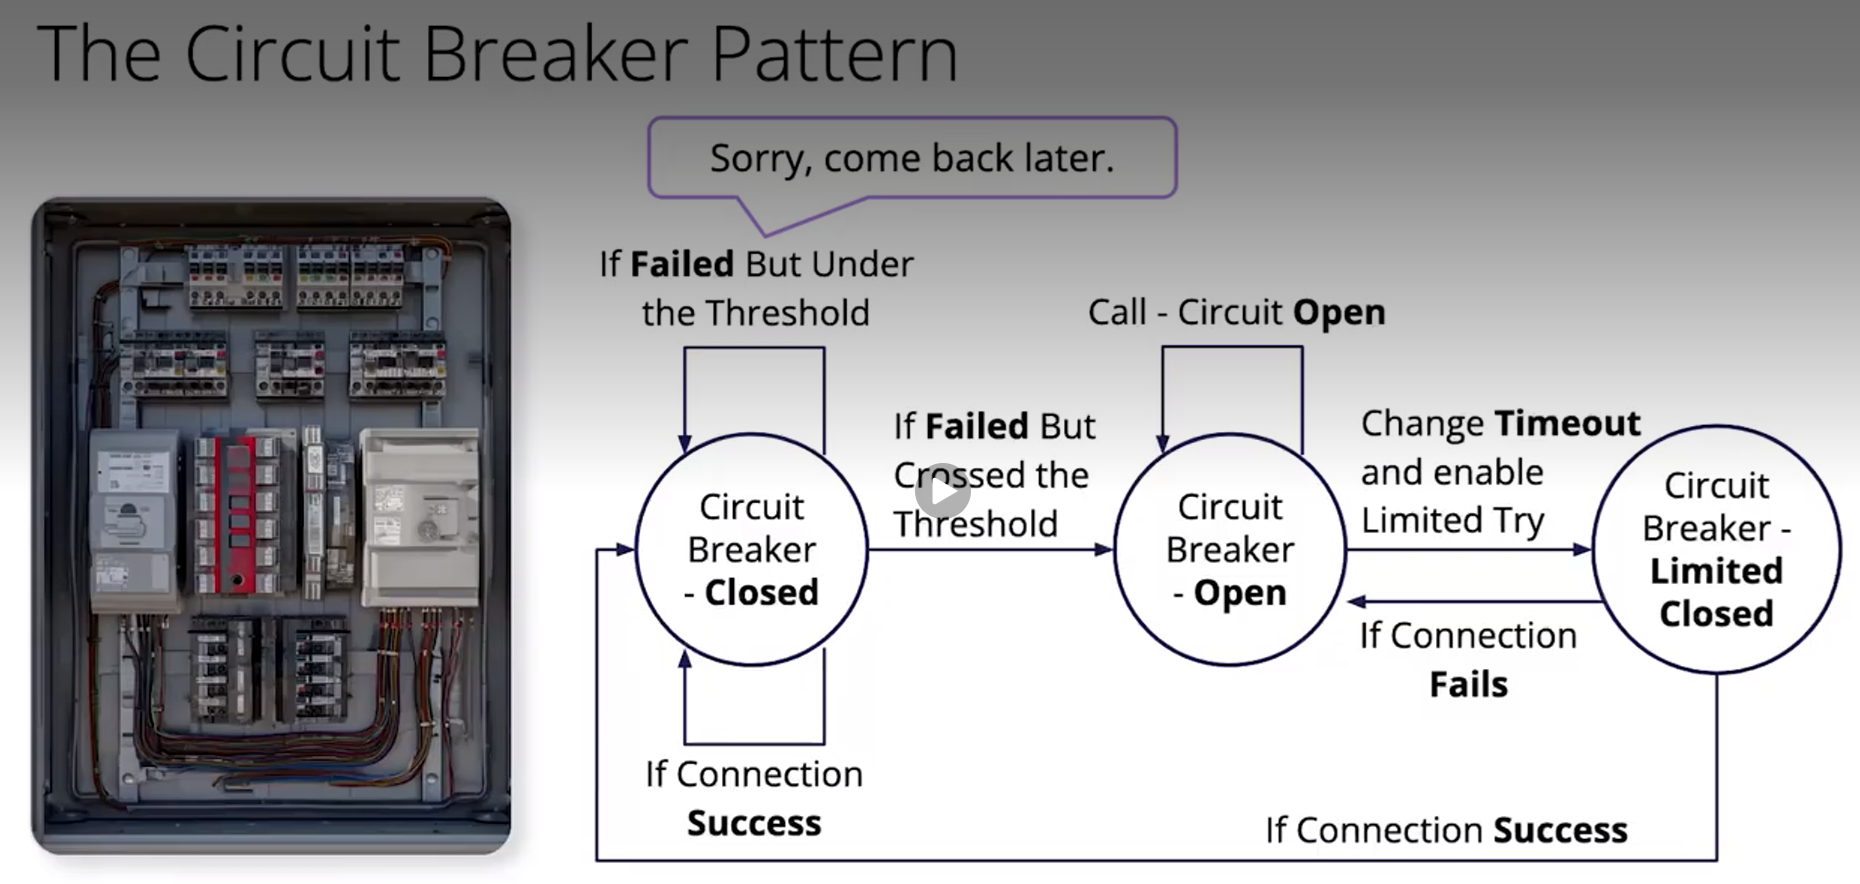 The Circuit Breaker Pattern
Sorry, come back later.
If Failed But Under
the Threshold
Call - Circuit Open
If Failed But
Crossed the
Threshold
Change Timeout
and enable
Limited Try
Circuit
Breaker
- Closed
Circuit
Breaker
- Open
Circuit
Breaker -
Limited
Closed
If Connection
Fails
If Connection
Success
If Connection Success